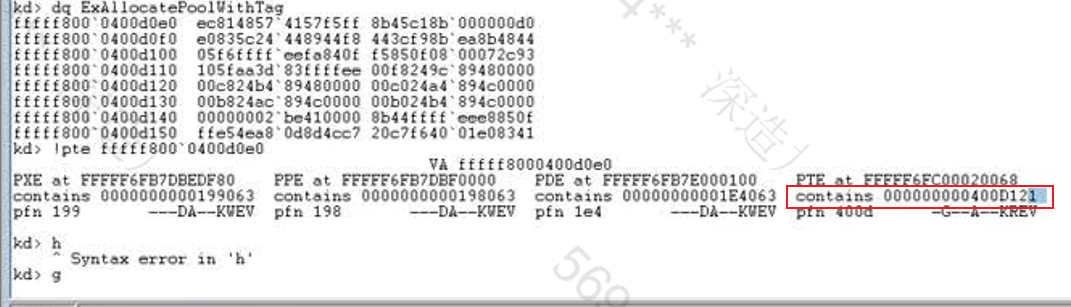 kd> dq ExAllocatePoolWithTag
fffff800`0400d0e0 ec814857`4157f5ff 8b45c18b`000000d0
fffff800`0400d0f0 e0835c24`448944f8 443cf98b`ea8b4844
fffff800`0400d100 05f6ffff`eefa840f f5850f08`00072c93
fffff800`0400d110 105faa3d`83ffffee 00f8249c`89480000
fffff800`0400d120 00c824b4`89480000 00c024a4`894c0000
fffff800`0400d130 00b824ac`894c0000 00b024b4`894c0000
fffff800`0400d140 00000002`be410000 8b44ffff`eee8850f
fffff800`0400d150 ffe54ea8`0d8d4cc7 20c7f640`01e08341
kd> !pte fffff800`0400d0e0
VA fffff8000400d0e0
PXE at FFFFF6FB7DBEDF80 PPE at FFFFF6FB7DBF0000 PDE at FFFFF6FB7E000100 PTE at FFFFF6FC00020068
contains 0000000000199063 contains 0000000000198063 contains 00000000001E4063 contains 000000000400D121
pfn 199 ---DA--KWEV pfn 198 ---DA--KWEV pfn 1e4 ---DA--KWEV pfn 400d -G--A--KREV
kd> h
^ Syntax error in 'h'
kd> g
4***
深造丿
569